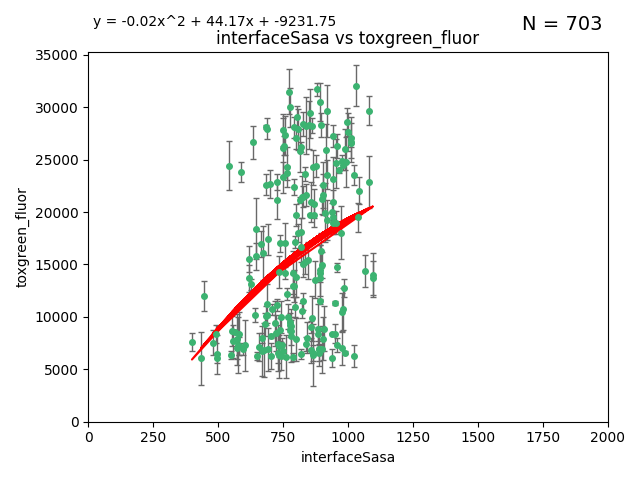 y = -0.02x^2 + 44.17x + -9231.75
N = 703
interfaceSasa vs toxgreen_fluor
35000
30000
25000
20000
15000
10000
5000
0
toxgreen_fluor
0 250 500 750 1000 1250 1500 1750 2000
interfaceSasa